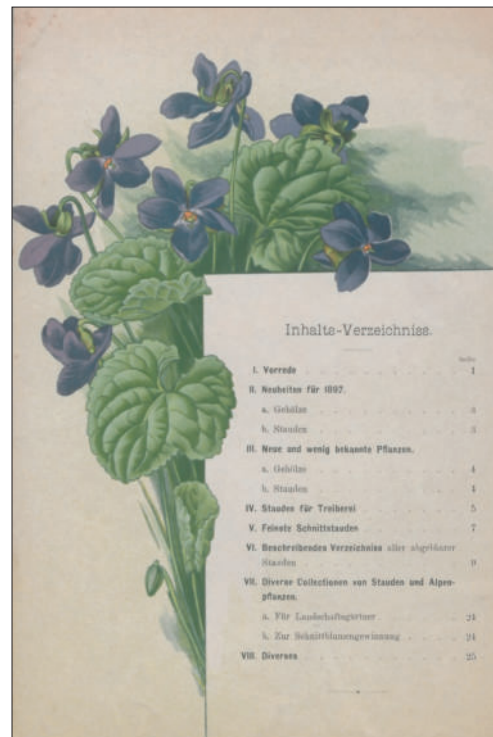 Inhalts-Verzeichniss.
Seite
I. Vorrede 1
II. Neuheiten für 1897.
a. Gehölze 3
b. Stauden 3
III. Neue und wenig bekannte Pflanzen.
a. Gehölze 4
b. Stauden 4
IV. Stauden für Treiberei 5
V. Feinste Schnittstauden 7
VI. Beschreibendes Verzeichniss aller abgebbarer
Stauden 9
VII. Diverse Collectionen von Stauden und Alpen-
pflanzen.
a. Für Landschaftsgärtner 24
b. Zur Schnittblumengewinnung 24
VIII. Diverses 25